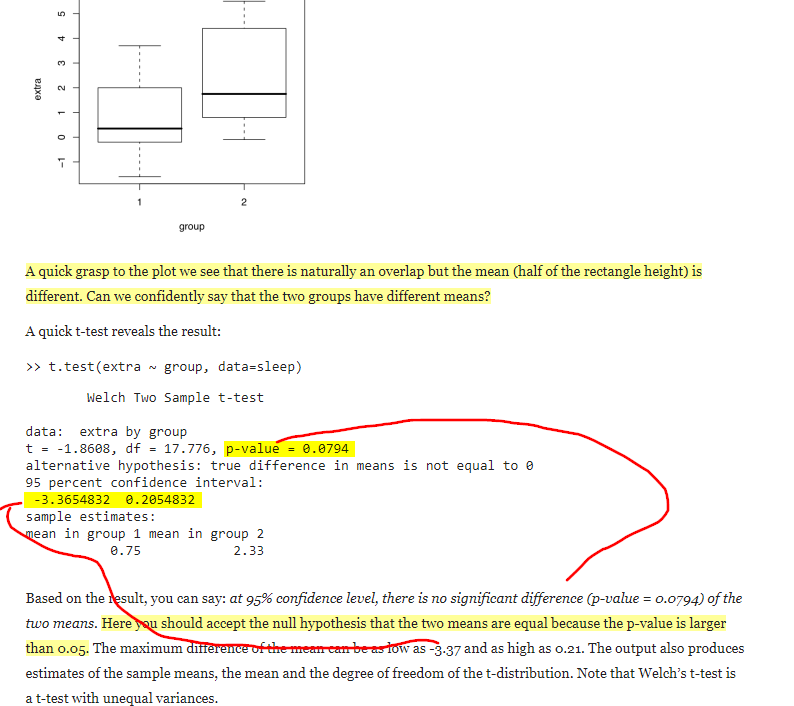 5
4
3
2
1
0
-1
extra
1 2
group
A quick grasp to the plot we see that there is naturally an overlap but the mean (half of the rectangle height) is
different. Can we confidently say that the two groups have different means?
A quick t-test reveals the result:
>> t.test(extra ~ group, data=sleep)
Welch Two Sample t-test
data:  extra by group
t = -1.8608, df = 17.776, p-value = 0.0794
alternative hypothesis: true difference in means is not equal to 0
95 percent confidence interval:
-3.3654832  0.2054832
sample estimates:
mean in group 1 mean in group 2
0.75 2.33
Based on the result, you can say: at 95% confidence level, there is no significant difference (p-value = 0.0794) of the
two means. Here you should accept the null hypothesis that the two means are equal because the p-value is larger
than 0.05. The maximum difference of the mean can be as low as -3.37 and as high as 0.21. The output also produces
estimates of the sample means, the mean and the degree of freedom of the t-distribution. Note that Welch's t-test is
a t-test with unequal variances.